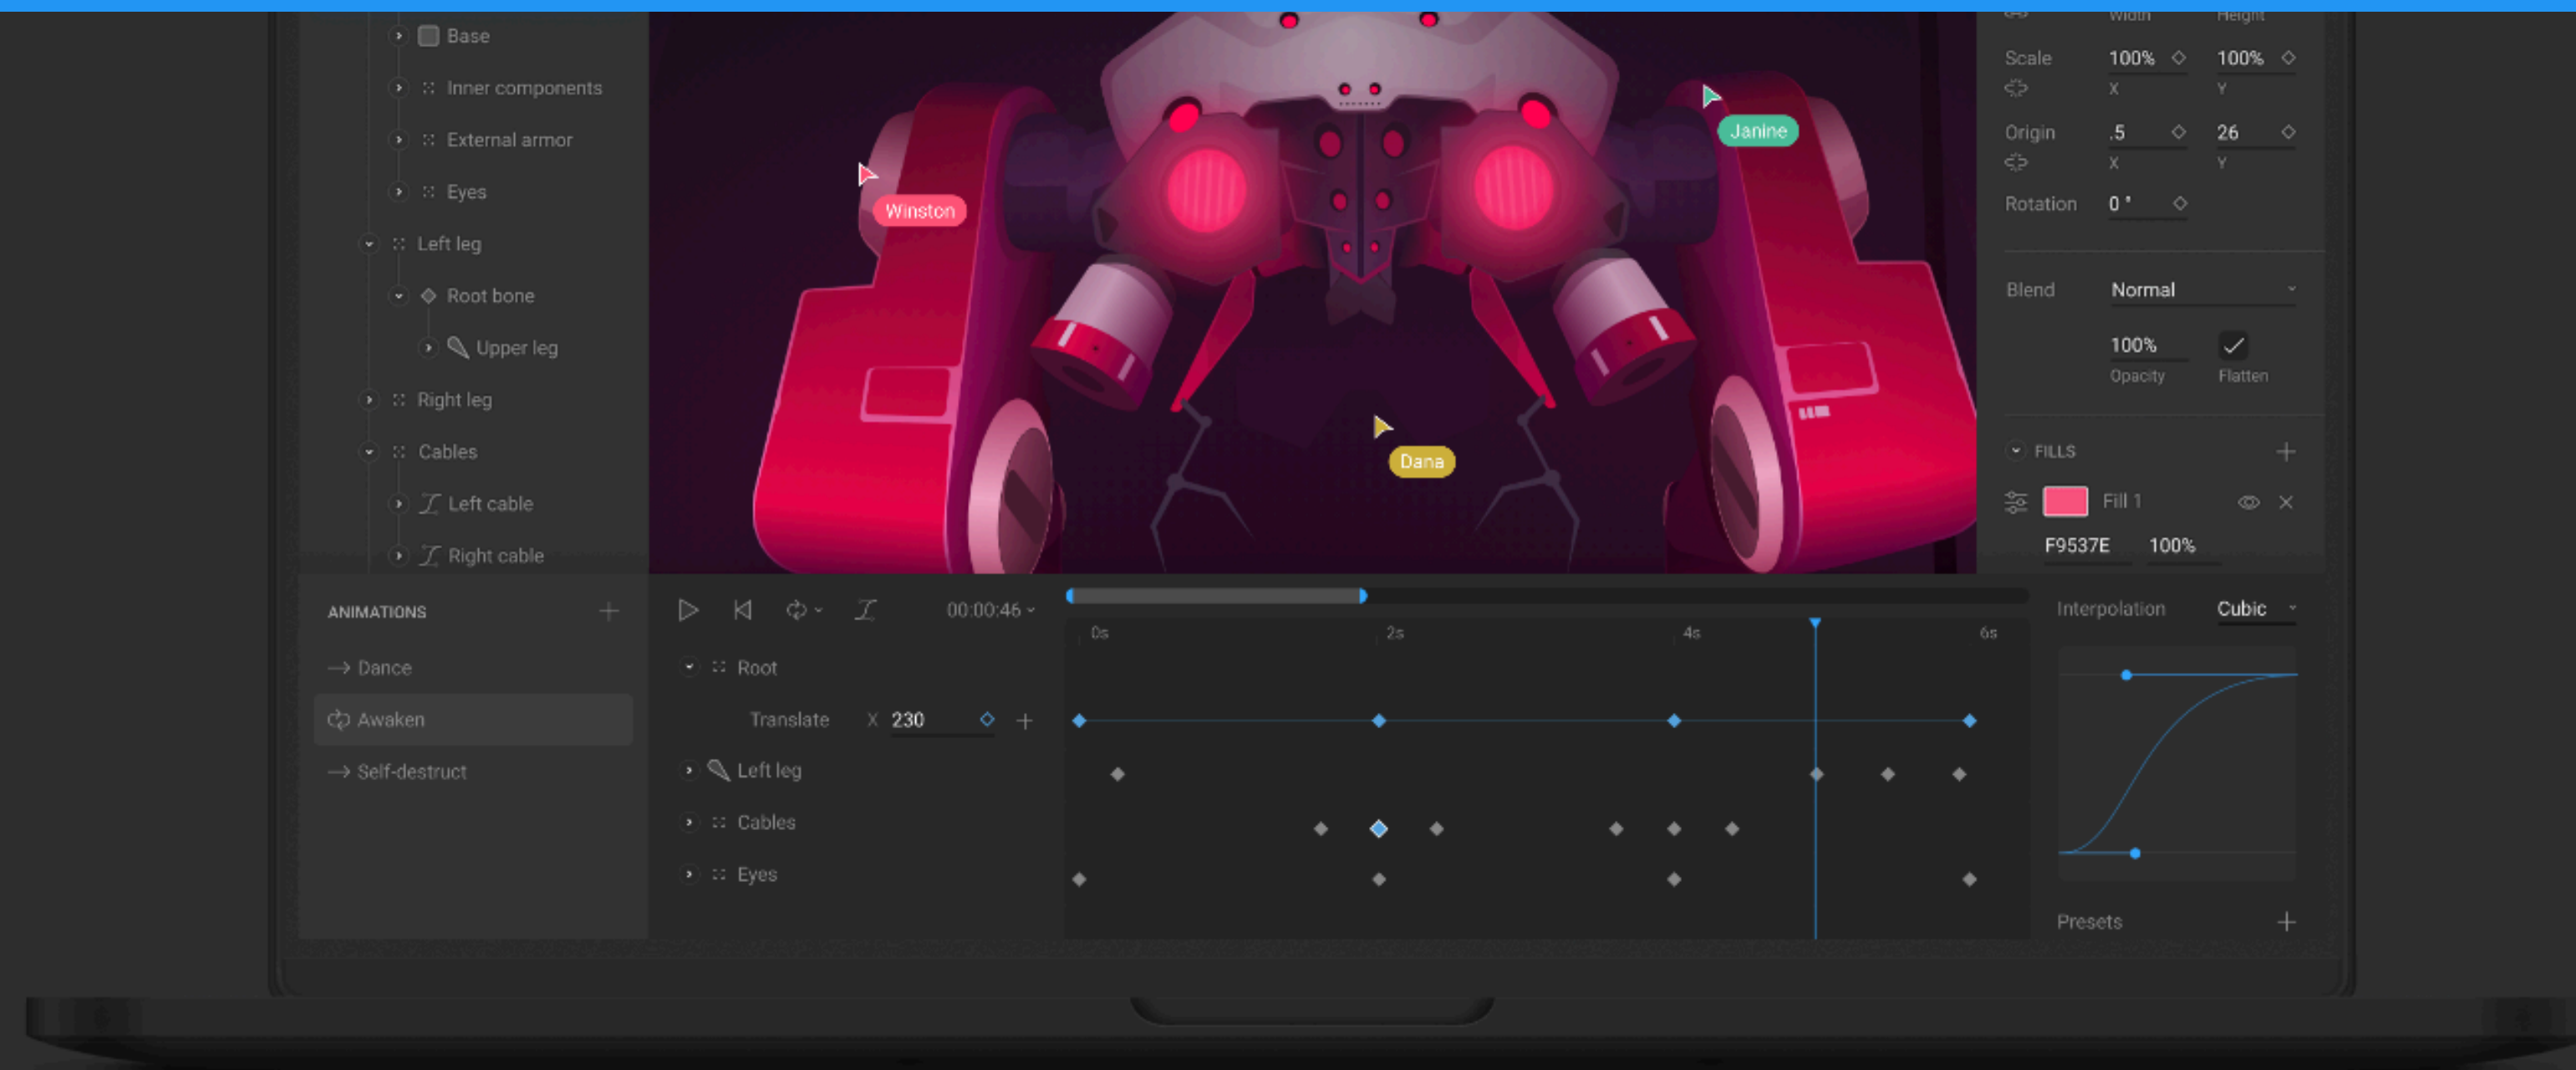 Base
Inner components
External armor
Eyes
Left leg
Root bone
Upper leg
Right leg
Cables
Left cable
Right cable
Winston
Janine
Dana
Width Height
Scale 100% 100%
X Y
Origin .5 26
X Y
Rotation 0 °
Blend Normal
100%
Opacity Flatten
FILLS
Fill 1
F9537E 100%
ANIMATIONS
Dance
Awaken
Self-destruct
00:00:46
0s 2s 4s 6s
Root
Translate X 230
Left leg
Cables
Eyes
Interpolation Cubic
Presets